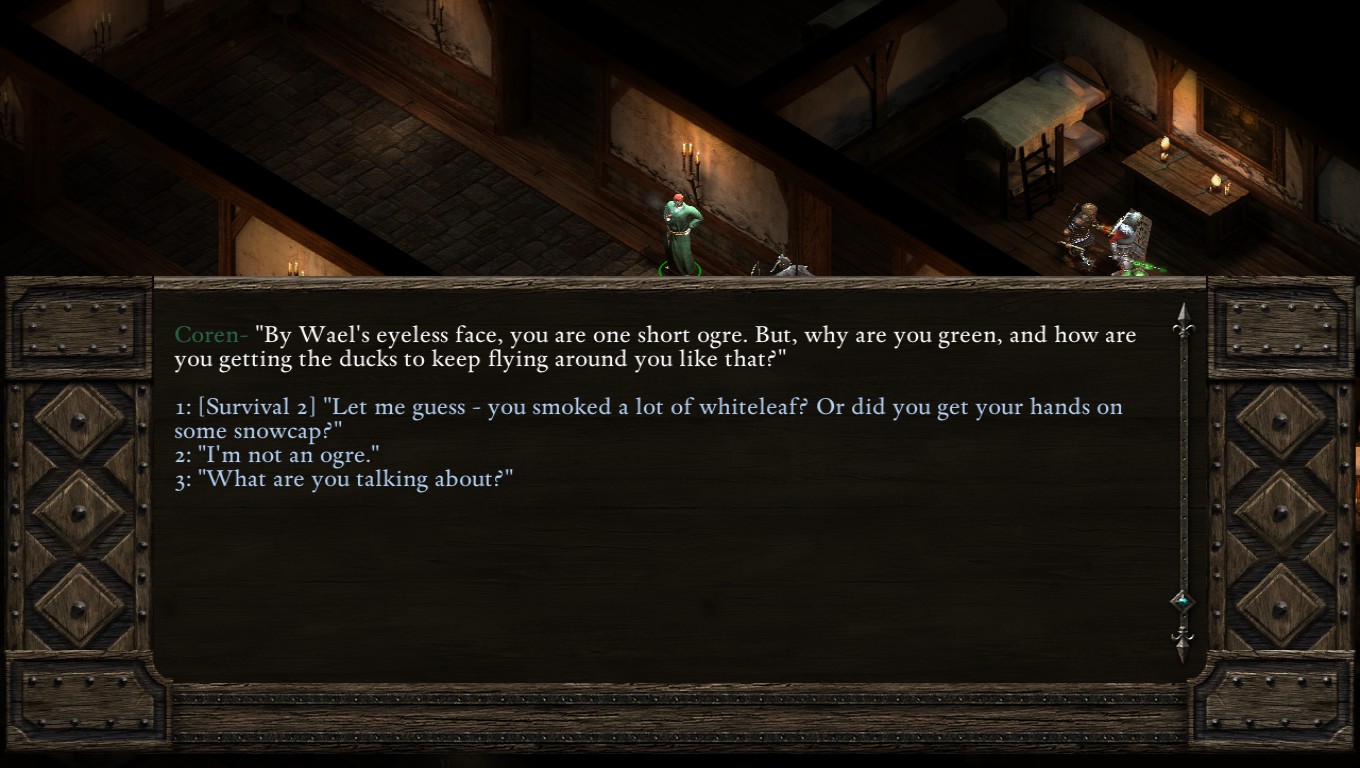 Coren- "By Wael's eyeless face, you are one short ogre. But, why are you green, and how are
you getting the ducks to keep flying around you like that?"
1: [Survival 2] "Let me guess - you smoked a lot of whiteleaf? Or did you get your hands on
some snowcap?"
2: "I'm not an ogre."
3: "What are you talking about?"